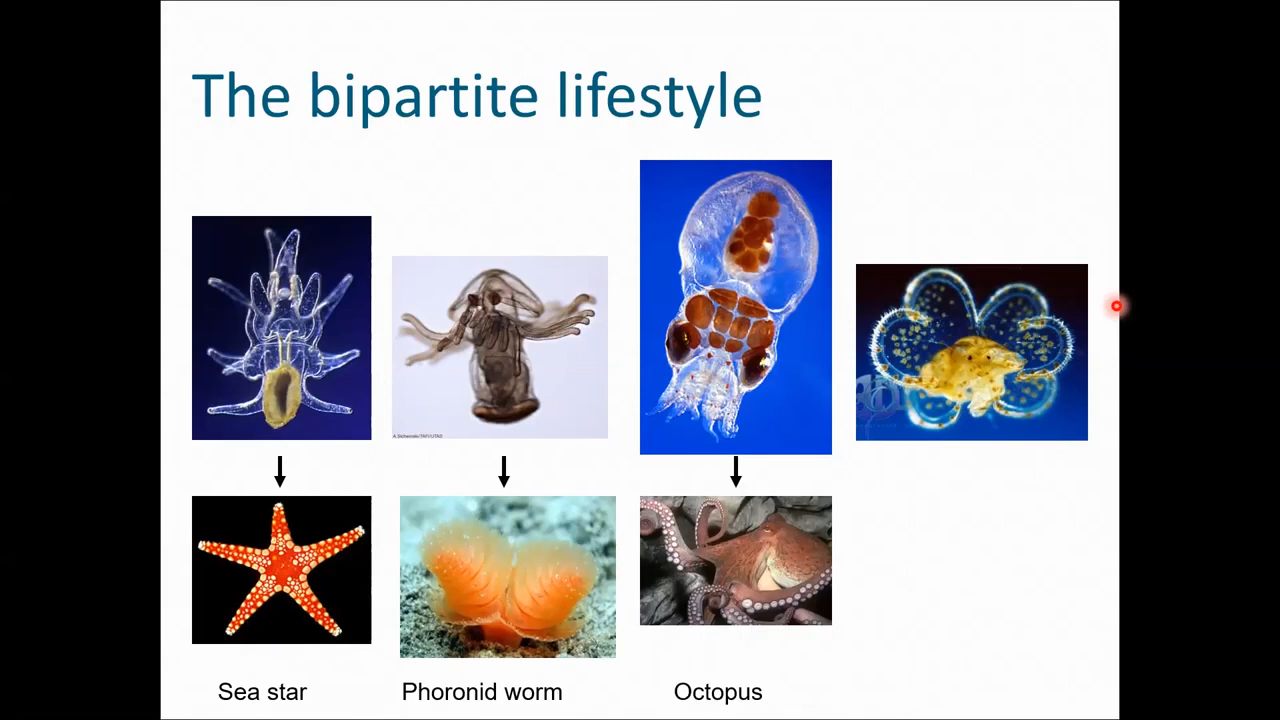 The bipartite lifestyle
Sea star
Phoronid worm
Octopus